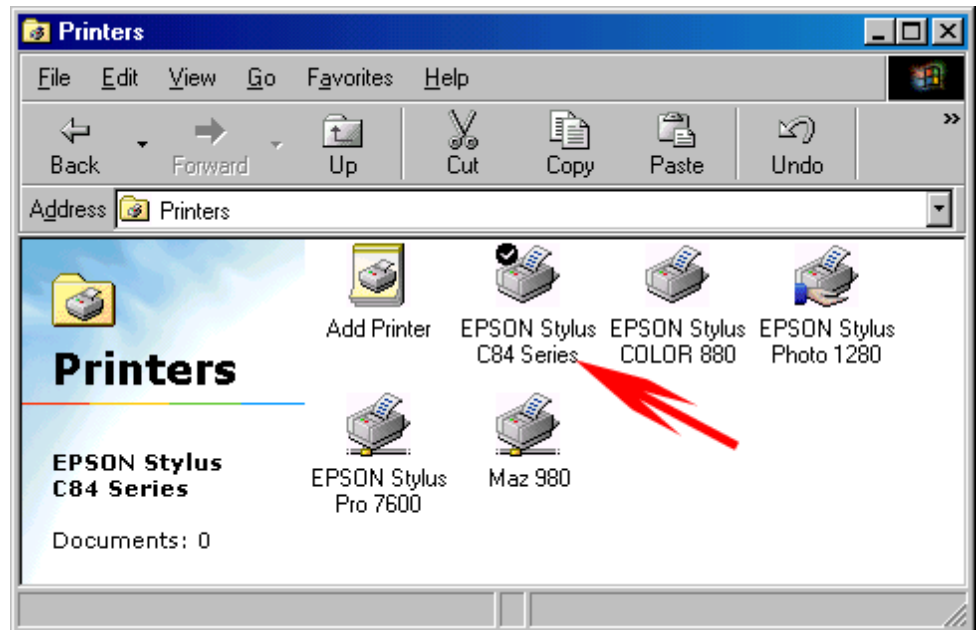 Printers
File Edit View Go Favorites Help
Back Forward Up Cut Copy Paste Undo »
Address Printers
Printers
EPSON Stylus
C84 Series
Documents: 0
Add Printer
EPSON Stylus
C84 Series
EPSON Stylus
COLOR 880
EPSON Stylus
Photo 1280
EPSON Stylus
Pro 7600
Maz 980